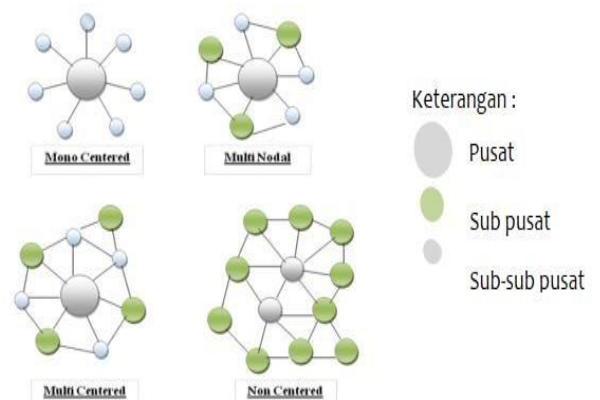 Mono Centered
Multi Nodal
Multi Centered
Non Centered
Keterangan :
Pusat
Sub pusat
Sub-sub pusat